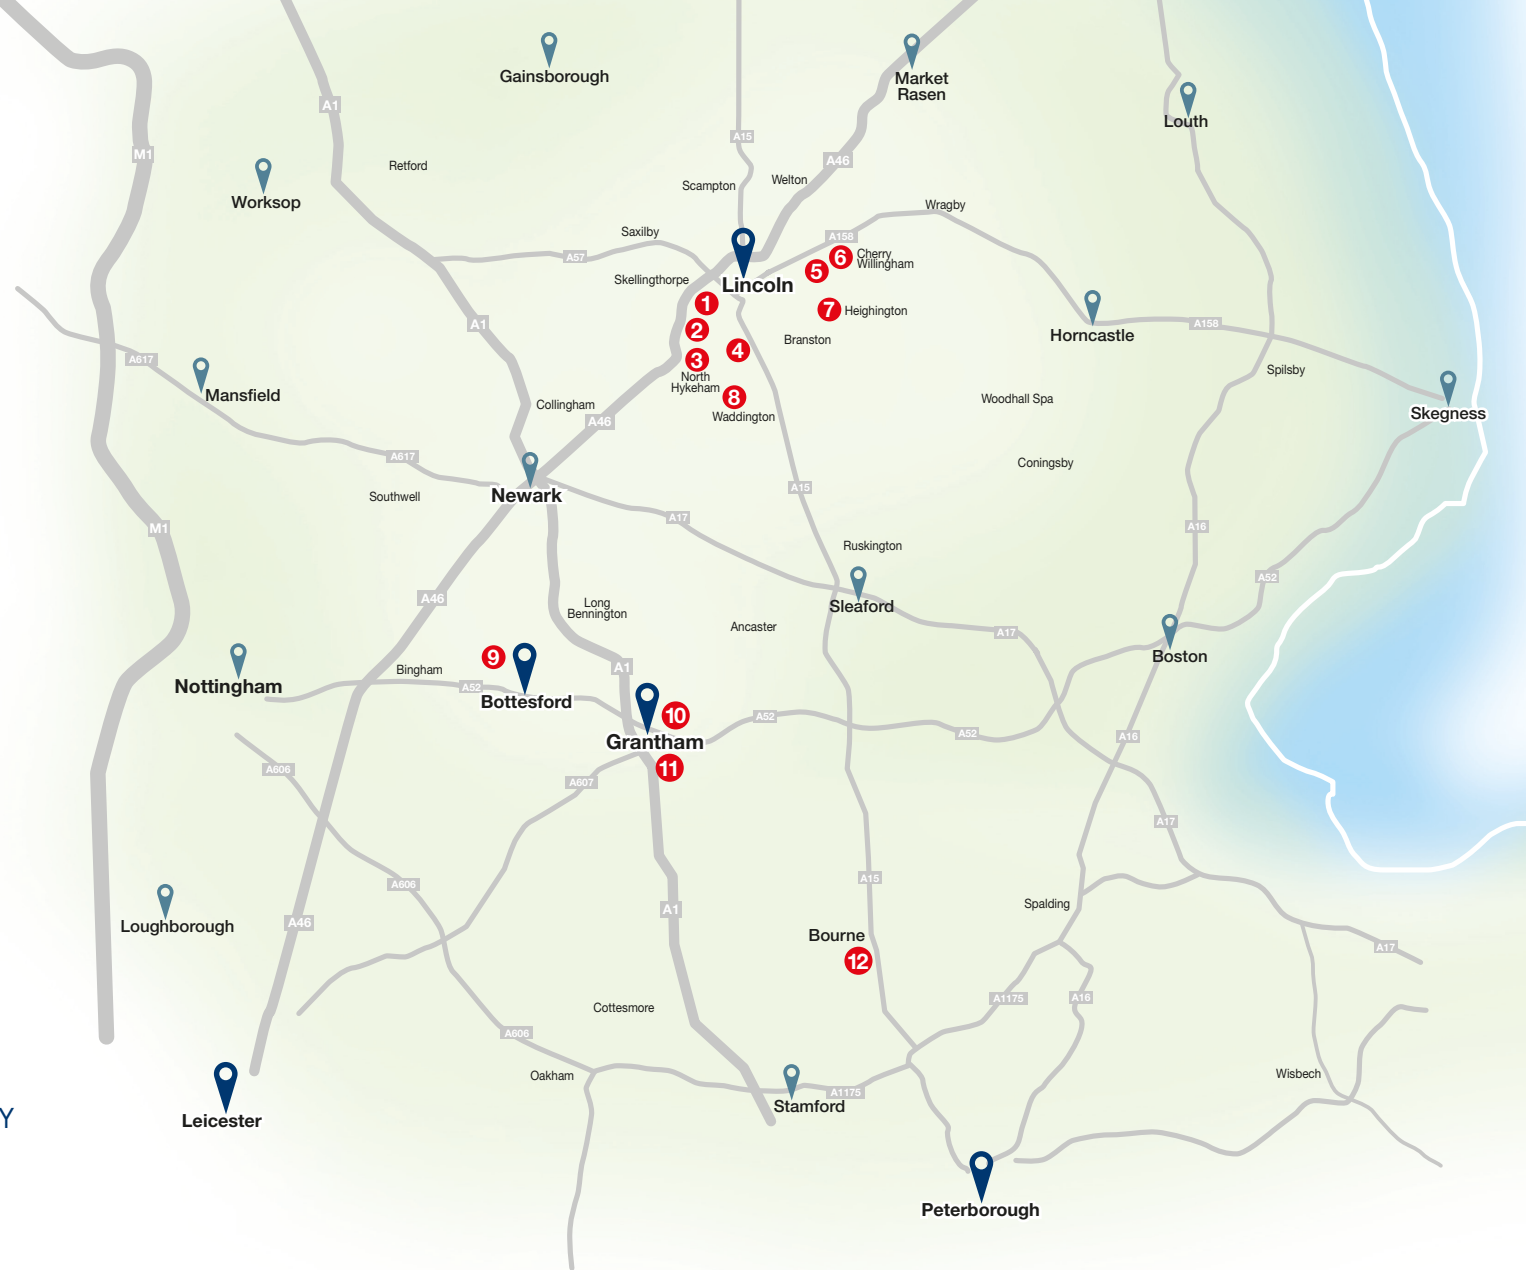 Gainsborough
Market
Rasen
Louth
A1
A15
M1
A46
Retford
Worksop
Scampton
Welton
Wragby
Saxilby
A57
A158
Cherry
Willingham
6
5
Skellingthorpe
Lincoln
1
7
Heighington
2
Branston
A1
Horncastle
A158
A617
3
4
Mansfield
North
Hykeham
8
Waddington
Spilsby
Woodhall Spa
Skegness
Collingham
A46
A617
Coningsby
Southwell
Newark
A15
A17
M1
A16
Ruskington
A52
A46
Long
Bennington
Sleaford
Ancaster
A17
9
Bingham
A1
Boston
Nottingham
A52
Bottesford
10
A52
A52
A16
Grantham
11
A606
A607
A17
A606
A15
Spalding
Loughborough
A46
A1
Bourne
12
A17
A1175
A16
Cottesmore
A606
Oakham
Wisbech
A1175
Stamford
Y
Leicester
Peterborough